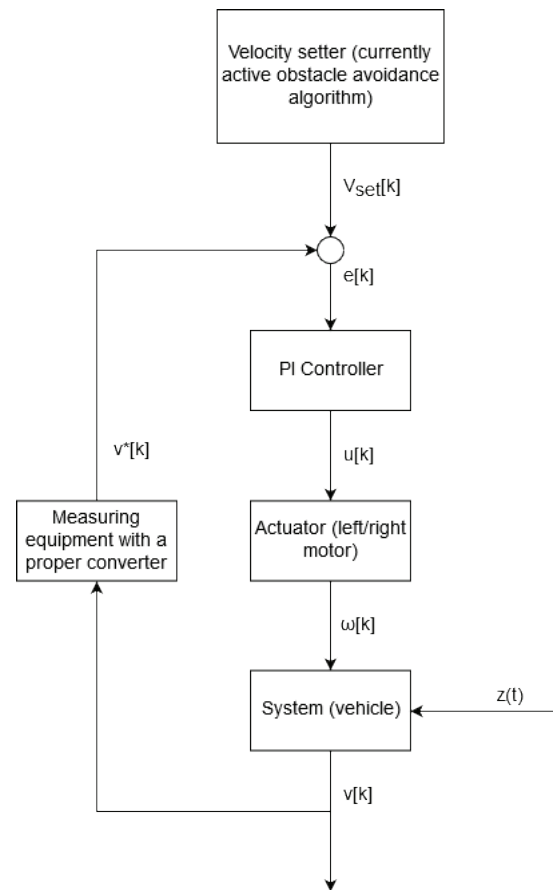 Velocity setter (currently
active obstacle avoidance
algorithm)
Vset[k]
e[k]
PI Controller
v*[k]
u[k]
Measuring
equipment with a
proper converter
Actuator (left/right
motor)
ω[k]
System (vehicle)
z(t)
v[k]